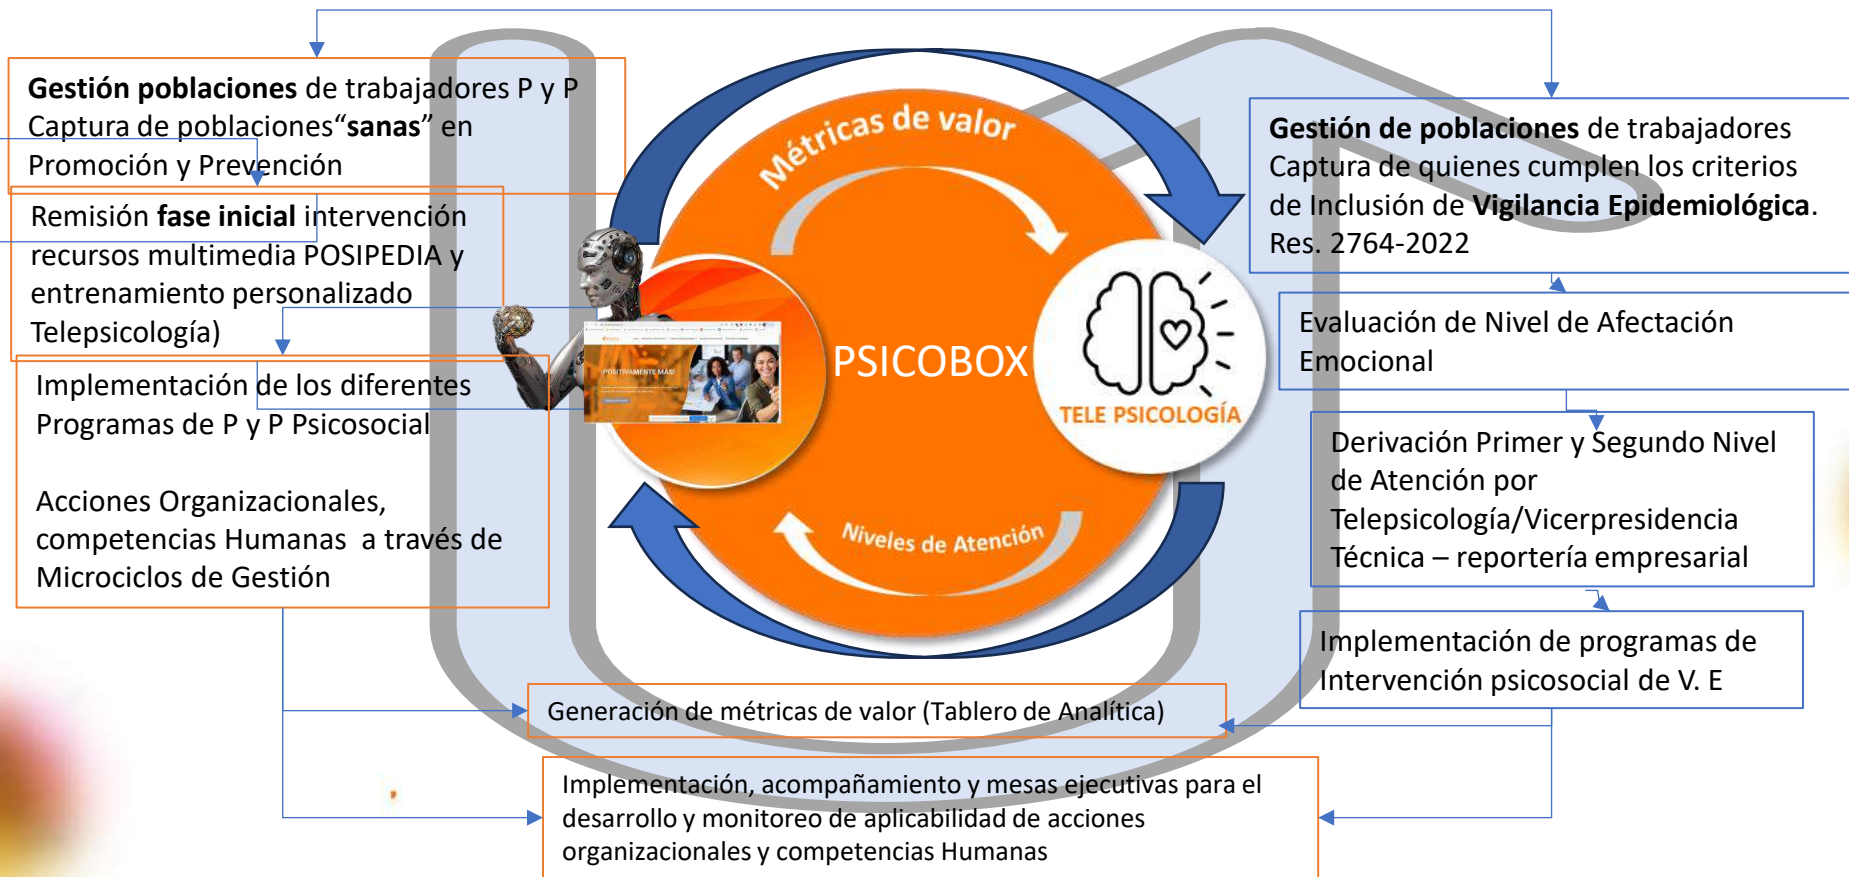 Gestión poblaciones de trabajadores P y P
Captura de poblaciones“sanas” en
Promoción y Prevención
Remisión fase inicial intervención
recursos multimedia POSIPEDIA y
entrenamiento personalizado
Telepsicología)
Implementación de los diferentes
Programas de P y P Psicosocial
Acciones Organizacionales,
competencias Humanas  a través de
Microciclos de Gestión
Métricas de valor
¡POSITIVAMENTE MÁS!
PSICOBOX
TELE PSICOLOGÍA
Niveles de Atención
Gestión de poblaciones de trabajadores
Captura de quienes cumplen los criterios
de Inclusión de Vigilancia Epidemiológica.
Res. 2764-2022
Evaluación de Nivel de Afectación
Emocional
Derivación Primer y Segundo Nivel
de Atención por
Telepsicología/Vicerpresidencia
Técnica – reportería empresarial
Implementación de programas de
Intervención psicosocial de V. E
Generación de métricas de valor (Tablero de Analítica)
Implementación, acompañamiento y mesas ejecutivas para el
desarrollo y monitoreo de aplicabilidad de acciones
organizacionales y competencias Humanas